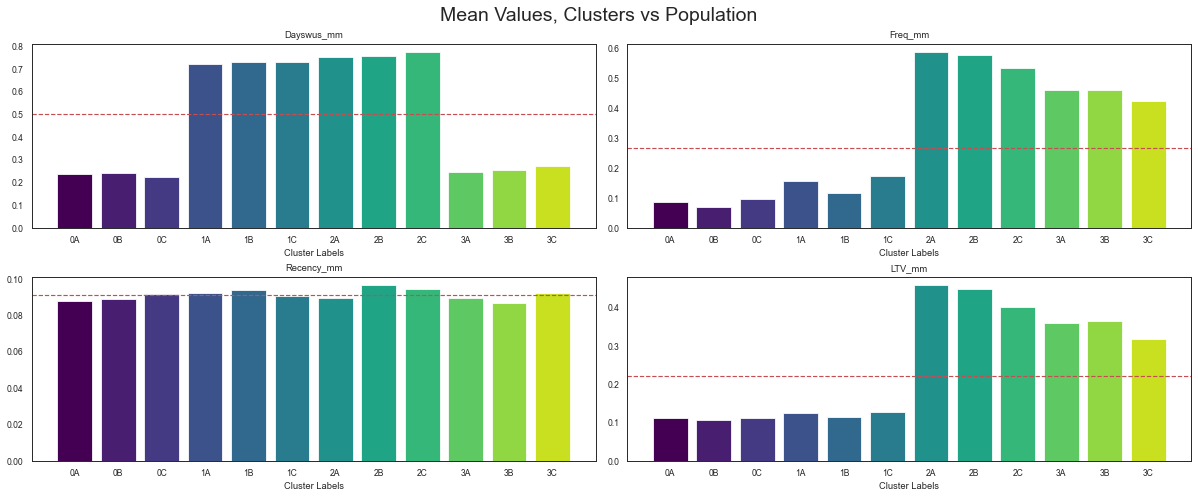 Mean Values, Clusters vs Population
Dayswus_mm
0.8
0.7
0.6
0.5
0.4
0.3
0.2
0.1
0.0
0A 0B 0C 1A 1B 1C 2A 2B 2C 3A 3B 3C
Cluster Labels
Freq_mm
0.6
0.5
0.4
0.3
0.2
0.1
0.0
0A 0B 0C 1A 1B 1C 2A 2B 2C 3A 3B 3C
Cluster Labels
Recency_mm
0.10
0.08
0.06
0.04
0.02
0.00
0A 0B 0C 1A 1B 1C 2A 2B 2C 3A 3B 3C
Cluster Labels
LTV_mm
0.4
0.3
0.2
0.1
0.0
0A 0B 0C 1A 1B 1C 2A 2B 2C 3A 3B 3C
Cluster Labels